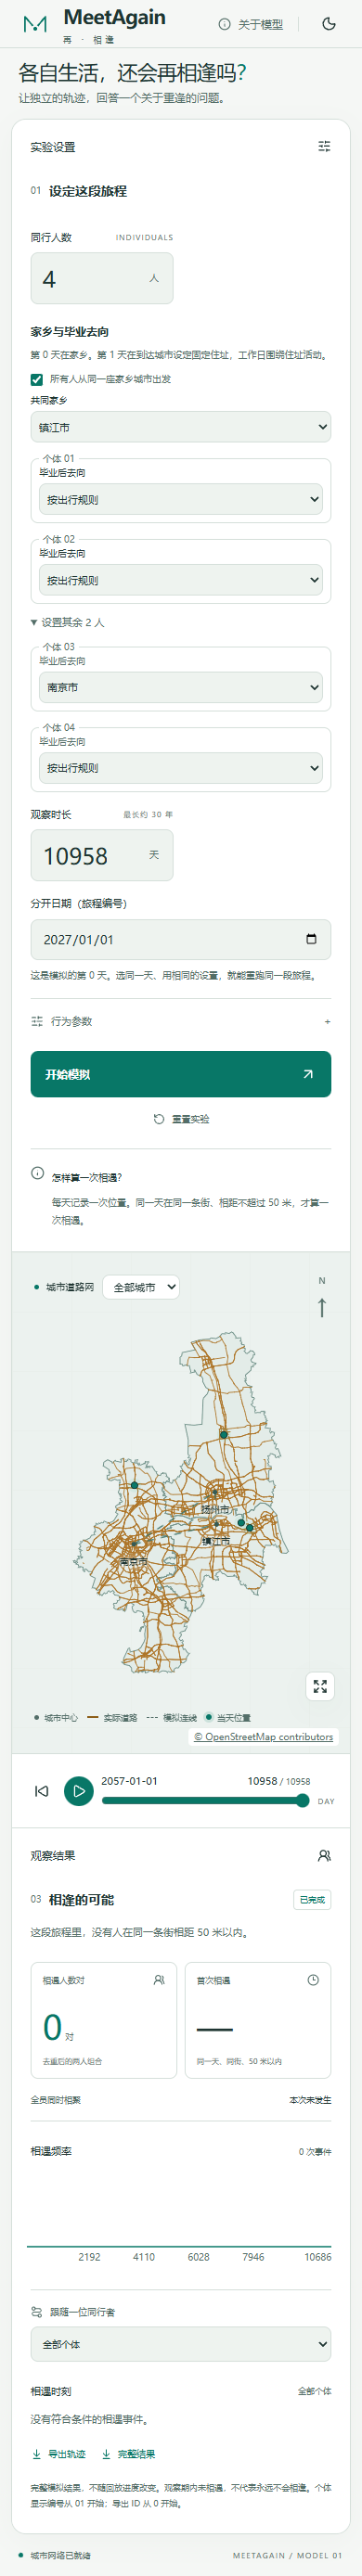 MeetAgain
再 · 相逢
关于模型
各自生活，还会再相逢吗？
让独立的轨迹，回答一个关于重逢的问题。
实验设置
01 设定这段旅程
同行人数 INDIVIDUALS
4 人
家乡与毕业去向
第 0 天在家乡。第 1 天在到达城市设定固定住址，工作日围绕住址活动。
所有人从同一座家乡城市出发
共同家乡
镇江市
个体 01
毕业后去向
按出行规则
个体 02
毕业后去向
按出行规则
▼ 设置其余 2 人
个体 03
毕业后去向
南京市
个体 04
毕业后去向
按出行规则
观察时长 最长约 30 年
10958 天
分开日期（旅程编号）
2027/01/01
这是模拟的第 0 天。选同一天、用相同的设置，就能重跑同一段旅程。
行为参数 +
开始模拟
重置实验
怎样算一次相遇？
每天记录一次位置。同一天在同一条街、相距不超过 50 米，才算一
次相遇。
城市道路网 全部城市
N
扬州市
镇江市
南京市
城市中心 实际道路 模拟连线 当天位置
© OpenStreetMap contributors
2057-01-01 10958 / 10958
DAY
观察结果
03 相逢的可能 已完成
这段旅程里，没有人在同一条街相距 50 米以内。
相遇人数对
0 对
去重后的两人组合
首次相遇
——
同一天、同街、50 米以内
全员同时相聚 本次未发生
相遇频率 0 次事件
2192 4110 6028 7946 10686
跟随一位同行者
全部个体
相遇时刻 全部个体
没有符合条件的相遇事件。
导出轨迹 完整结果
完整模拟结果，不随回放进度改变。观察期内未相遇，不代表永远不会相逢。个体
显示编号从 01 开始；导出 ID 从 0 开始。
城市网络已就绪 MEETAGAIN / MODEL 01